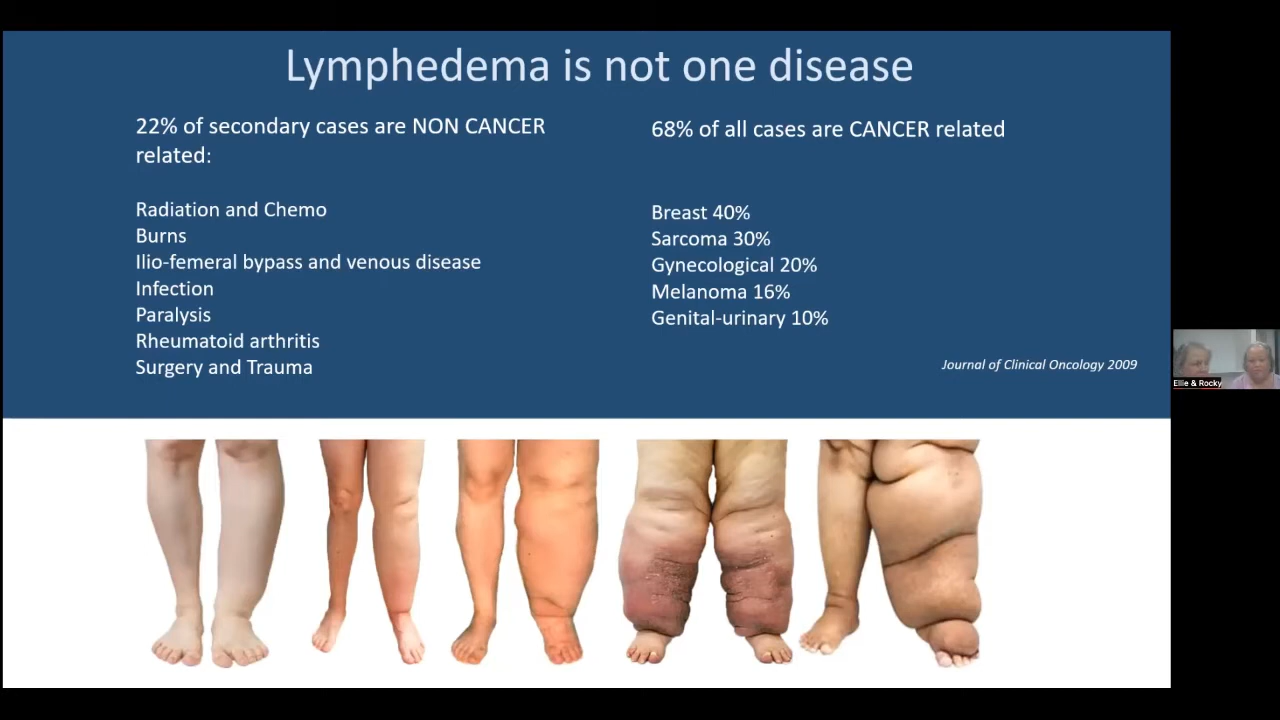 Lymphedema is not one disease
22% of secondary cases are NON CANCER
related:
Radiation and Chemo
Burns
Ilio-femeral bypass and venous disease
Infection
Paralysis
Rheumatoid arthritis
Surgery and Trauma
68% of all cases are CANCER related
Breast 40%
Sarcoma 30%
Gynecological 20%
Melanoma 16%
Genital-urinary 10%
Journal of Clinical Oncology 2009
Ellie & Rocky